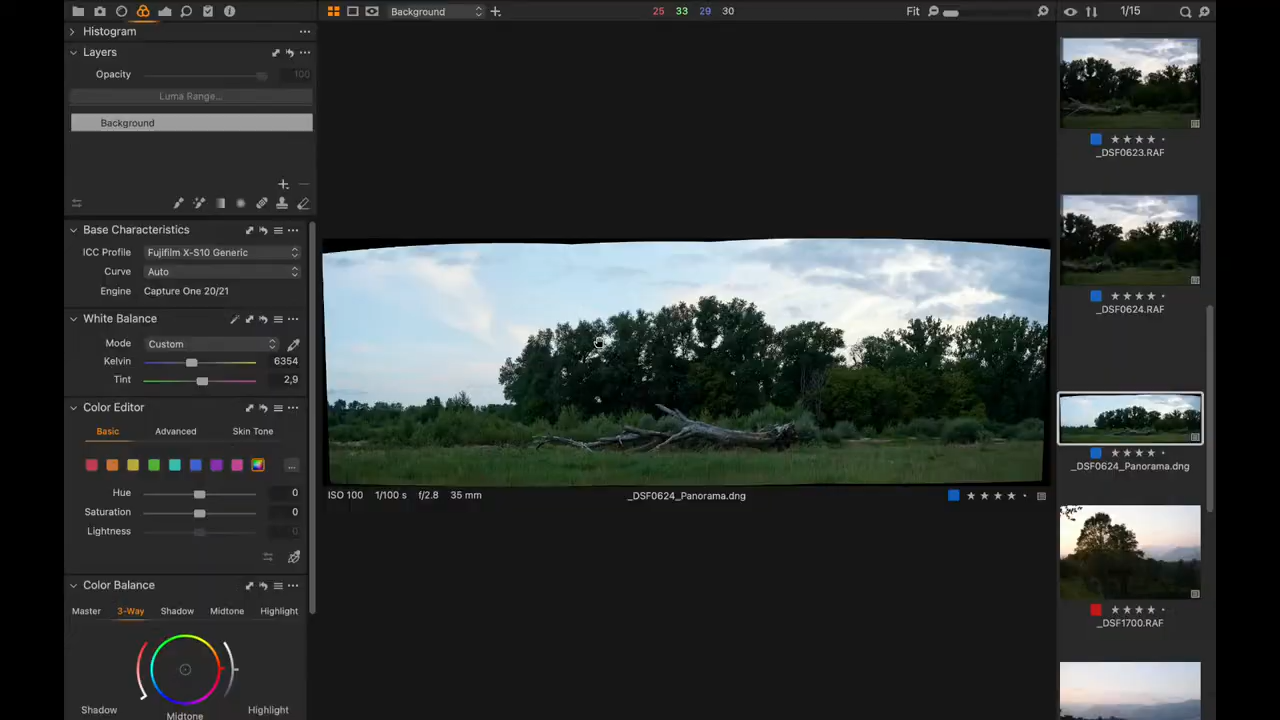 Background
25 33 29 30
Fit
1/15
Histogram
Layers
Opacity 100
Luma Range...
Background
Base Characteristics
ICC Profile Fujifilm X-S10 Generic
Curve Auto
Engine Capture One 20/21
White Balance
Mode Custom
Kelvin 6354
Tint 2,9
Color Editor
Basic Advanced Skin Tone
...
Hue 0
Saturation 0
Lightness 0
Color Balance
Master 3-Way Shadow Midtone Highlight
Shadow Midtone Highlight
ISO 100 1/100 s f/2.8 35 mm _DSF0624_Panorama.dng
_DSF0623.RAF
_DSF0624.RAF
_DSF0624_Panorama.dng
_DSF1700.RAF